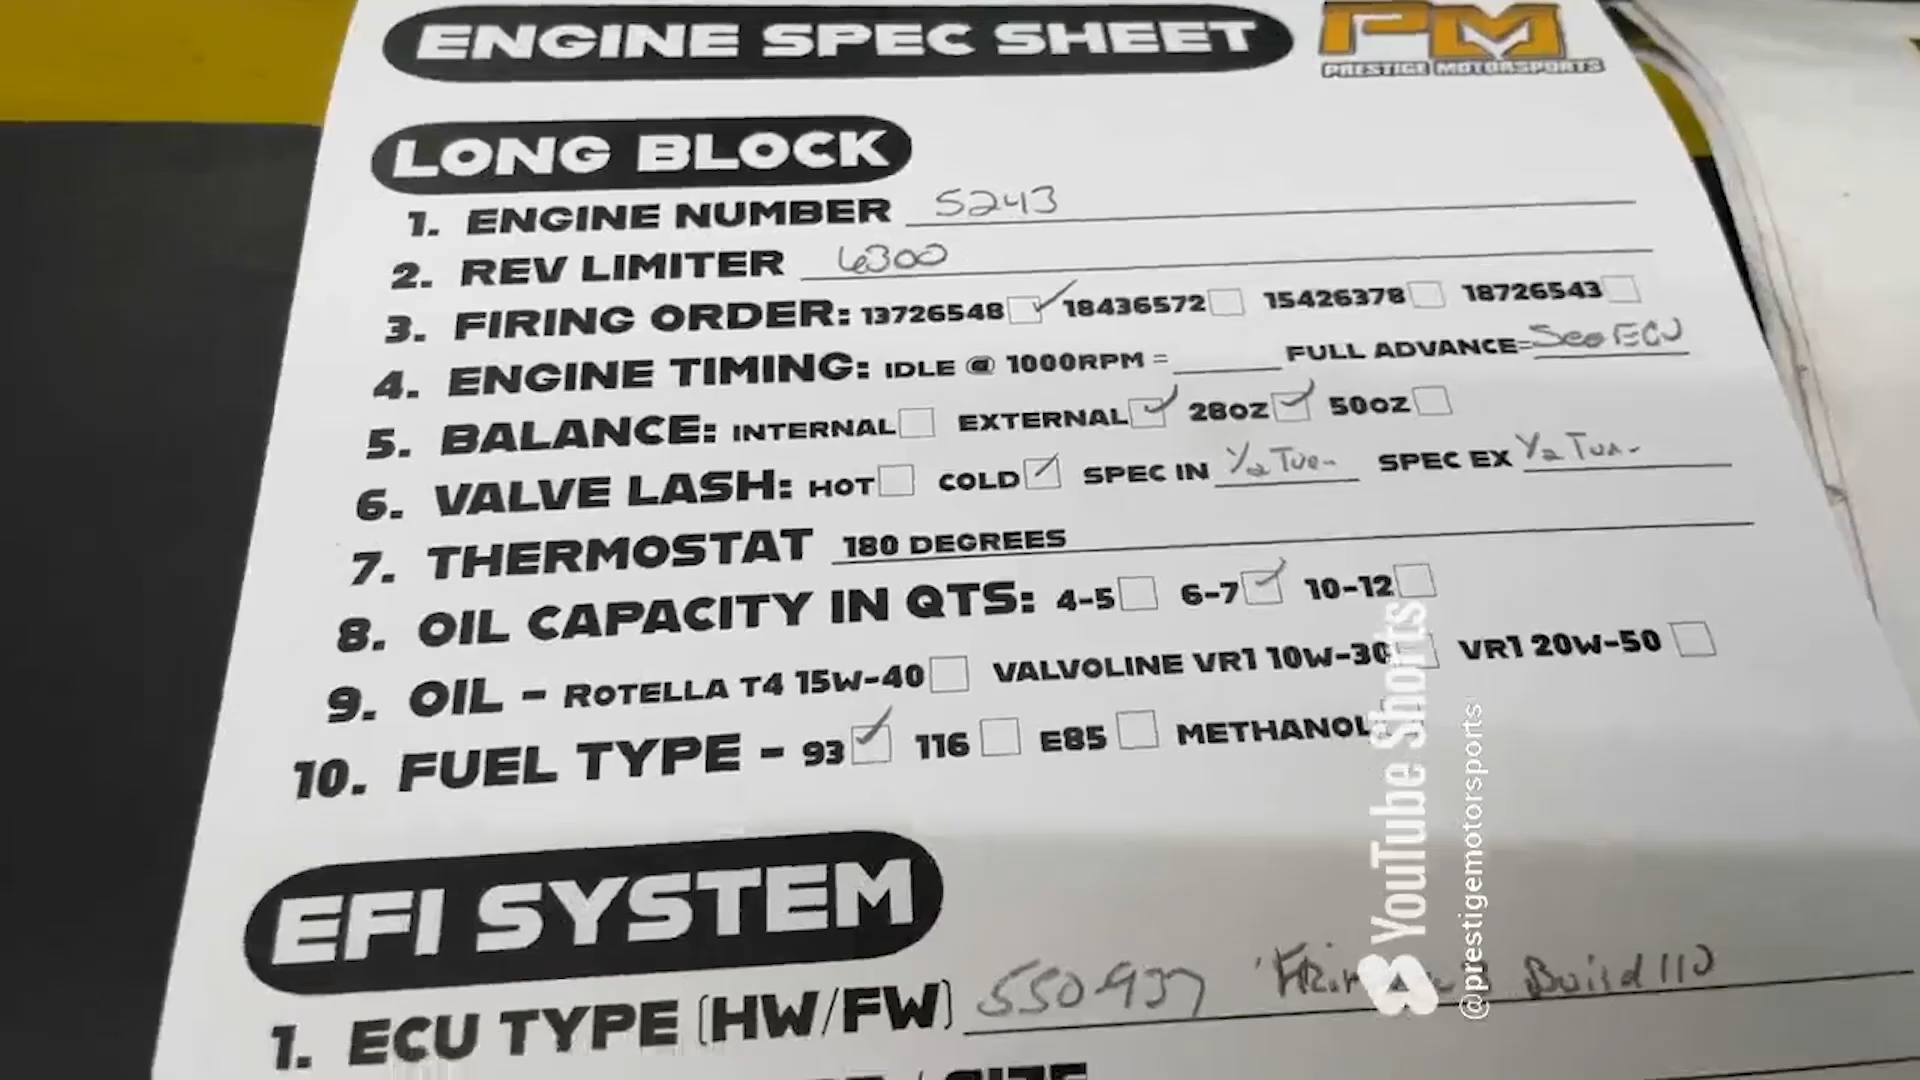 ENGINE SPEC SHEET
PM
PRESTIGE MOTORSPORTS
LONG BLOCK
1. ENGINE NUMBER 5243
2. REV LIMITER 6300
3. FIRING ORDER: 13726548 ✓ 18436572 15426378 18726543
4. ENGINE TIMING: IDLE @ 1000RPM = FULL ADVANCE= See ECU
5. BALANCE: INTERNAL EXTERNAL ✓ 28OZ ✓ 50OZ
6. VALVE LASH: HOT COLD ✓ SPEC IN 1/2 SPEC EX 1/2
7. THERMOSTAT 180 DEGREES
8. OIL CAPACITY IN QTS: 4-5 6-7 ✓ 10-12
9. OIL - ROTELLA T4 15W-40 VALVOLINE VR1 10W-30 VR1 20W-50
10. FUEL TYPE - 93 ✓ 116 E85 METHANOL
EFI SYSTEM
1. ECU TYPE (HW/FW) 550-937 Build 110
YouTube Shorts
@prestigemotorsports